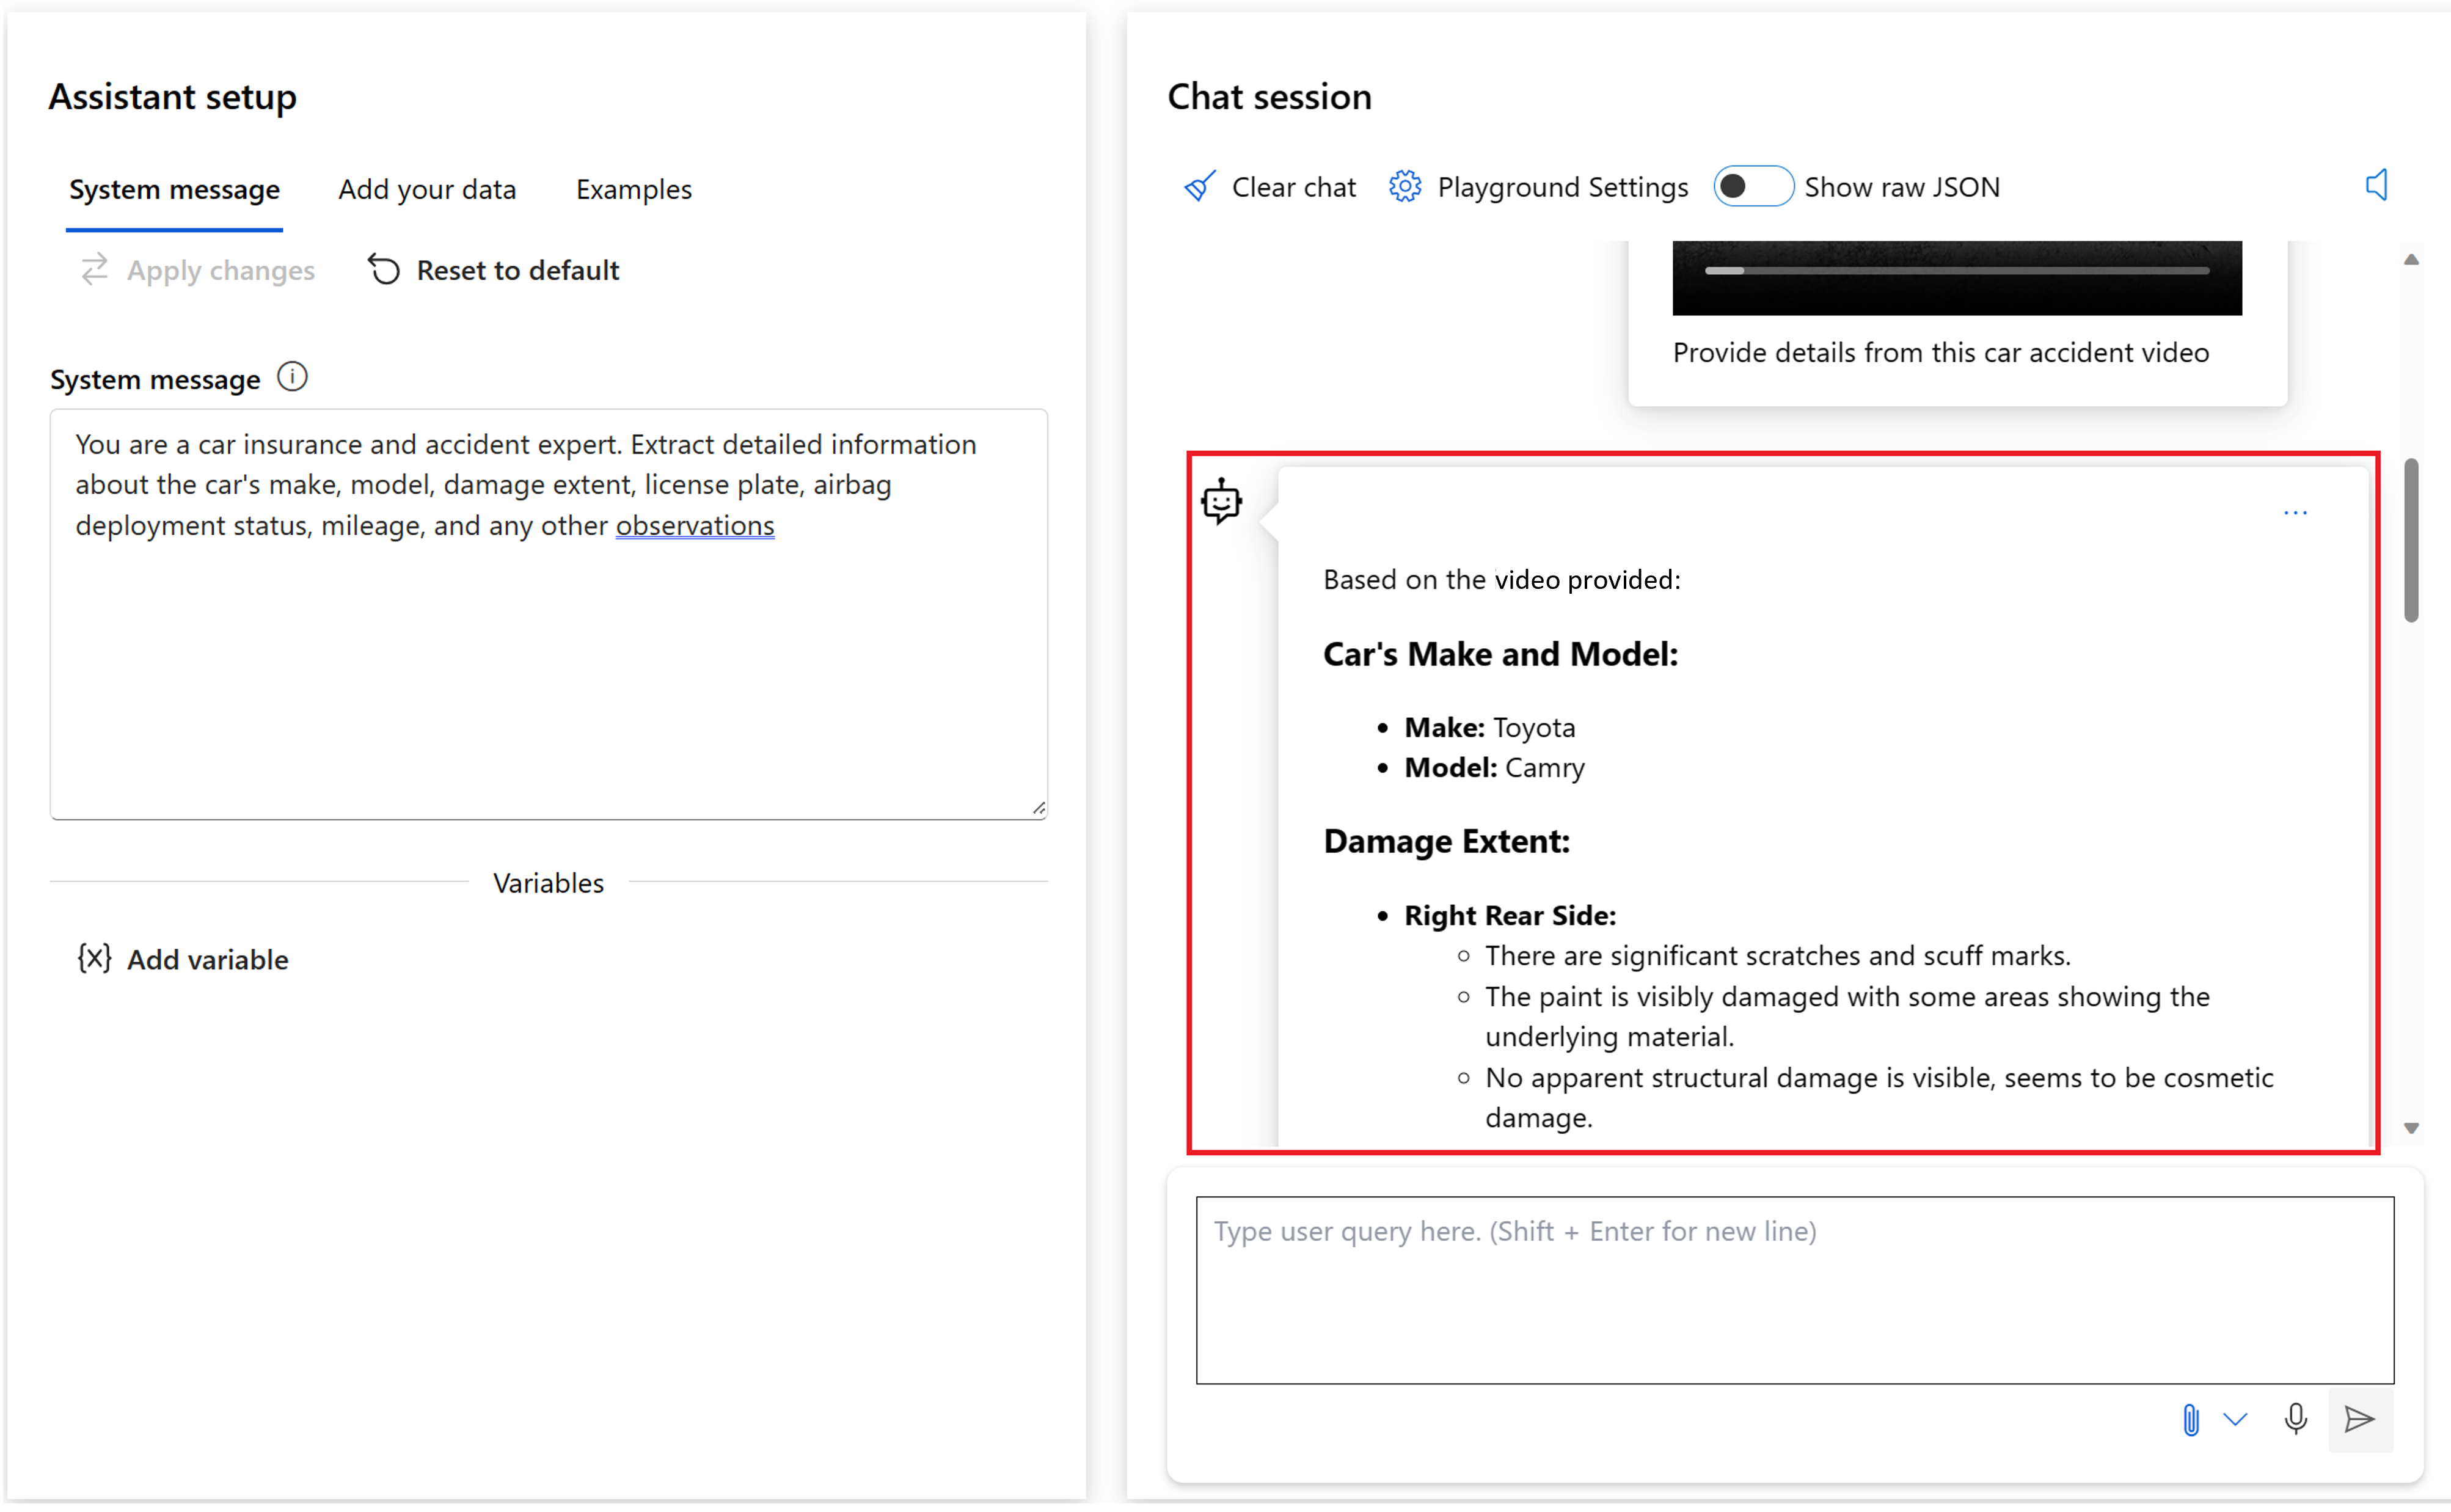 Assistant setup
System message
Add your data
Examples
Apply changes
Reset to default
System message
You are a car insurance and accident expert. Extract detailed information
about the car's make, model, damage extent, license plate, airbag
deployment status, mileage, and any other observations
Variables
{x} Add variable
Chat session
Clear chat
Playground Settings
Show raw JSON
Provide details from this car accident video
...
Based on the video provided:
Car's Make and Model:
• Make: Toyota
• Model: Camry
Damage Extent:
• Right Rear Side:
○ There are significant scratches and scuff marks.
○ The paint is visibly damaged with some areas showing the
underlying material.
○ No apparent structural damage is visible, seems to be cosmetic
damage.
Type user query here. (Shift + Enter for new line)